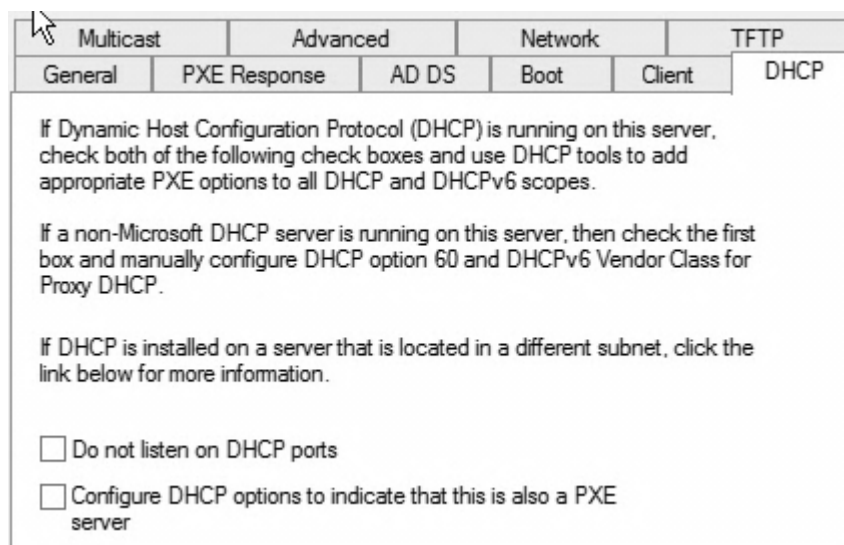 Multicast Advanced Network TFTP
General PXE Response AD DS Boot Client DHCP
If Dynamic Host Configuration Protocol (DHCP) is running on this server,
check both of the following check boxes and use DHCP tools to add
appropriate PXE options to all DHCP and DHCPv6 scopes.
If a non-Microsoft DHCP server is running on this server, then check the first
box and manually configure DHCP option 60 and DHCPv6 Vendor Class for
Proxy DHCP.
If DHCP is installed on a server that is located in a different subnet, click the
link below for more information.
Do not listen on DHCP ports
Configure DHCP options to indicate that this is also a PXE
server